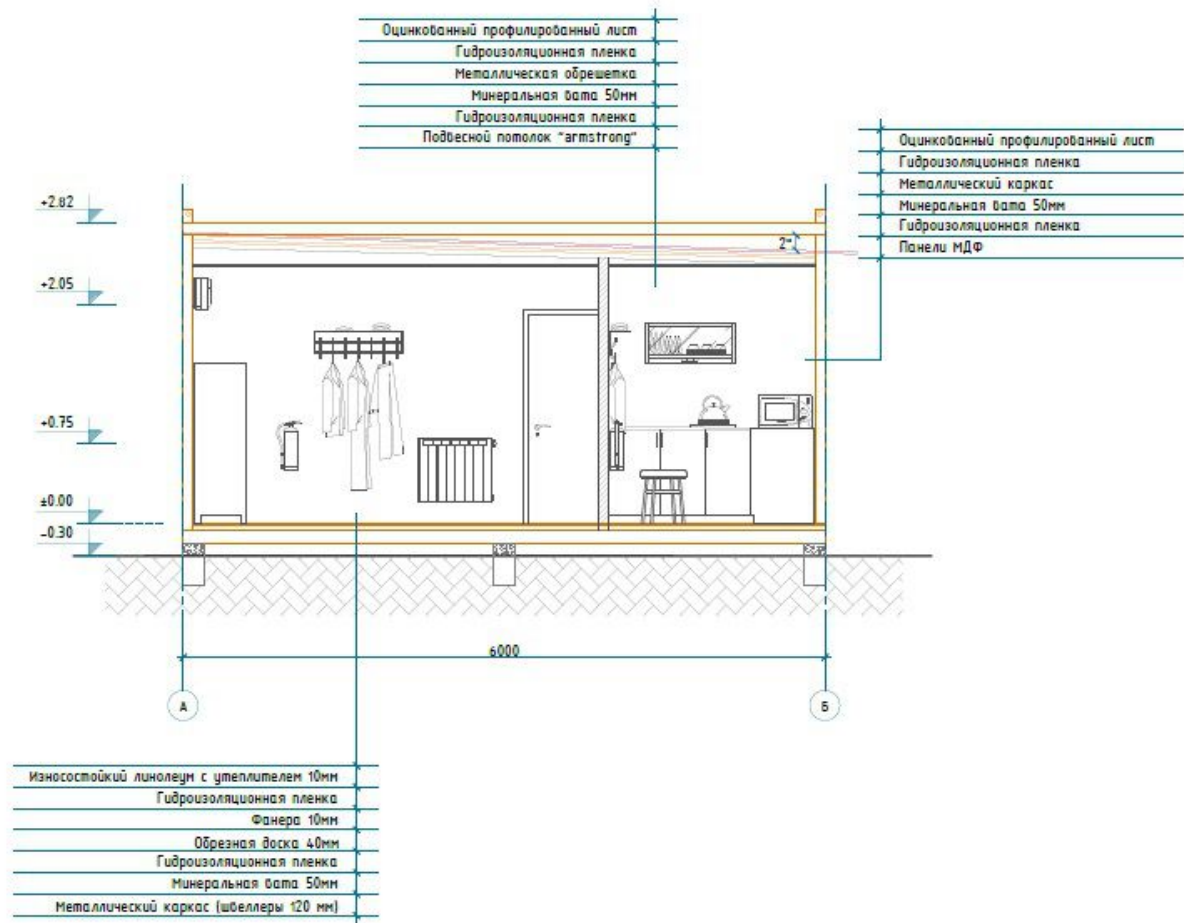 Оцинкованный профилированный лист
Гидроизоляционная пленка
Металлическая обрешетка
Минеральная вата 50мм
Гидроизоляционная пленка
Подвесной потолок "armstrong"
Оцинкованный профилированный лист
Гидроизоляционная пленка
Металлический каркас
Минеральная вата 50мм
Гидроизоляционная пленка
Панели МДФ
+2.82
2°
+2.05
+0.75
±0.00
-0.30
6000
А
Б
Износостойкий линолеум с утеплителем 10мм
Гидроизоляционная пленка
Фанера 10мм
Обрезная доска 40мм
Гидроизоляционная пленка
Минеральная вата 50мм
Металлический каркас (швеллеры 120 мм)